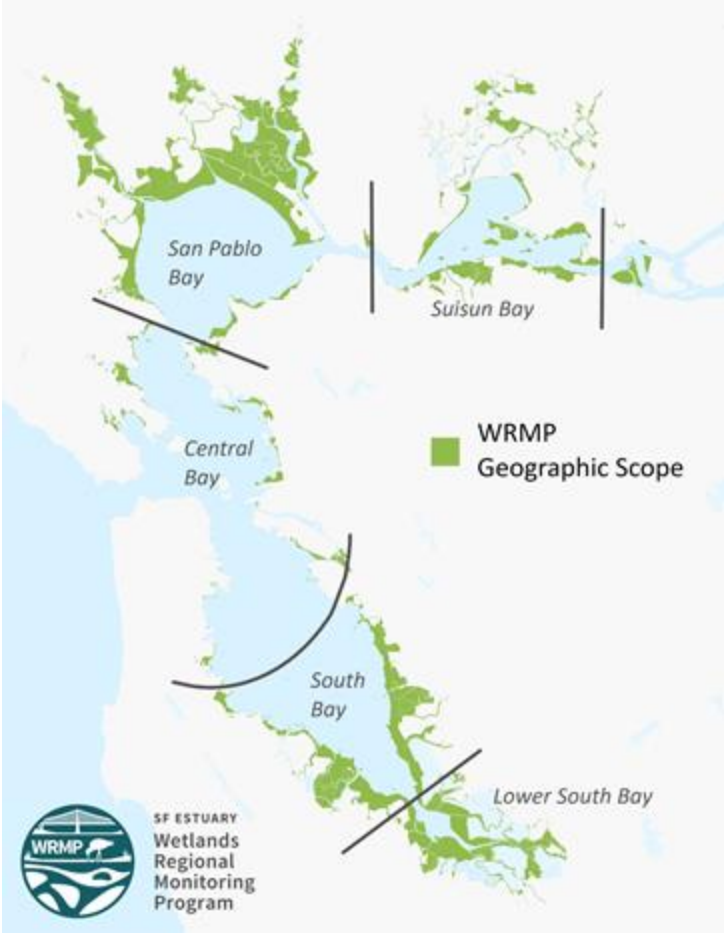 San Pablo
Bay
Suisun Bay
WRMP
Geographic Scope
Central
Bay
South
Bay
Lower South Bay
WRMP
SF ESTUARY
Wetlands
Regional
Monitoring
Program